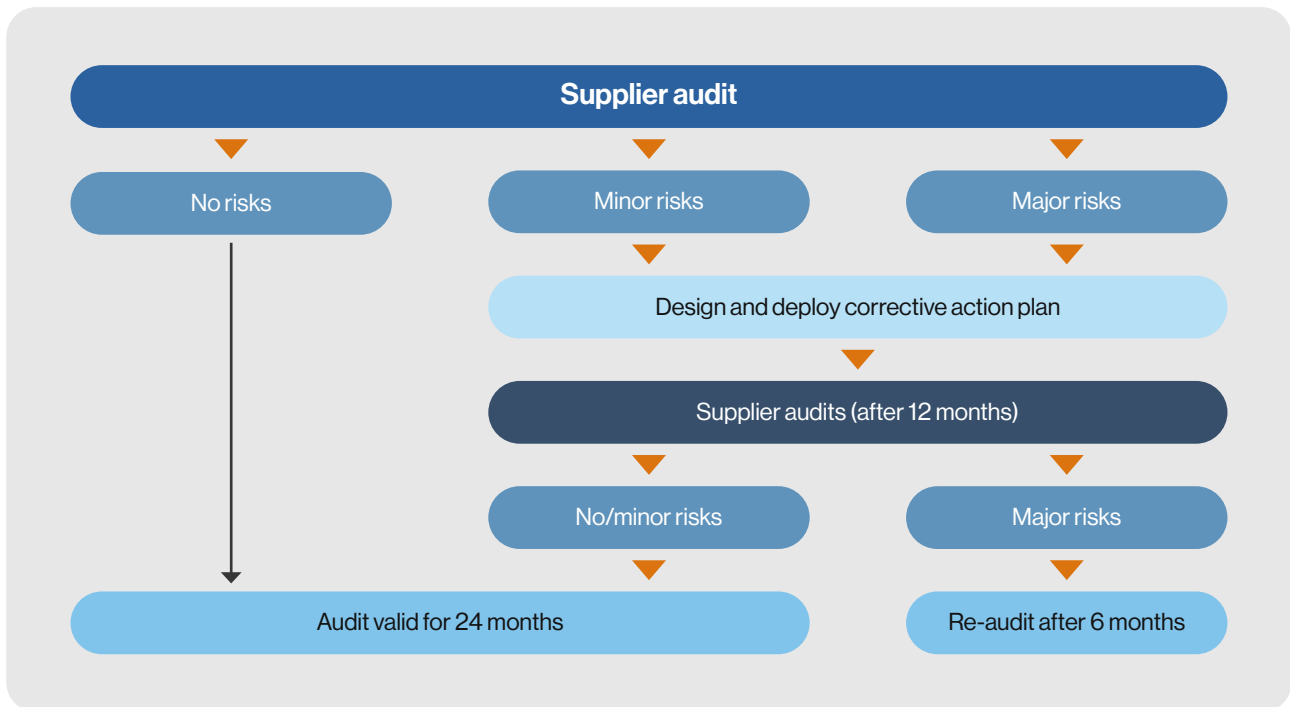 Supplier audit
No risks
Minor risks
Major risks
Design and deploy corrective action plan
Supplier audits (after 12 months)
No/minor risks
Major risks
Audit valid for 24 months
Re-audit after 6 months